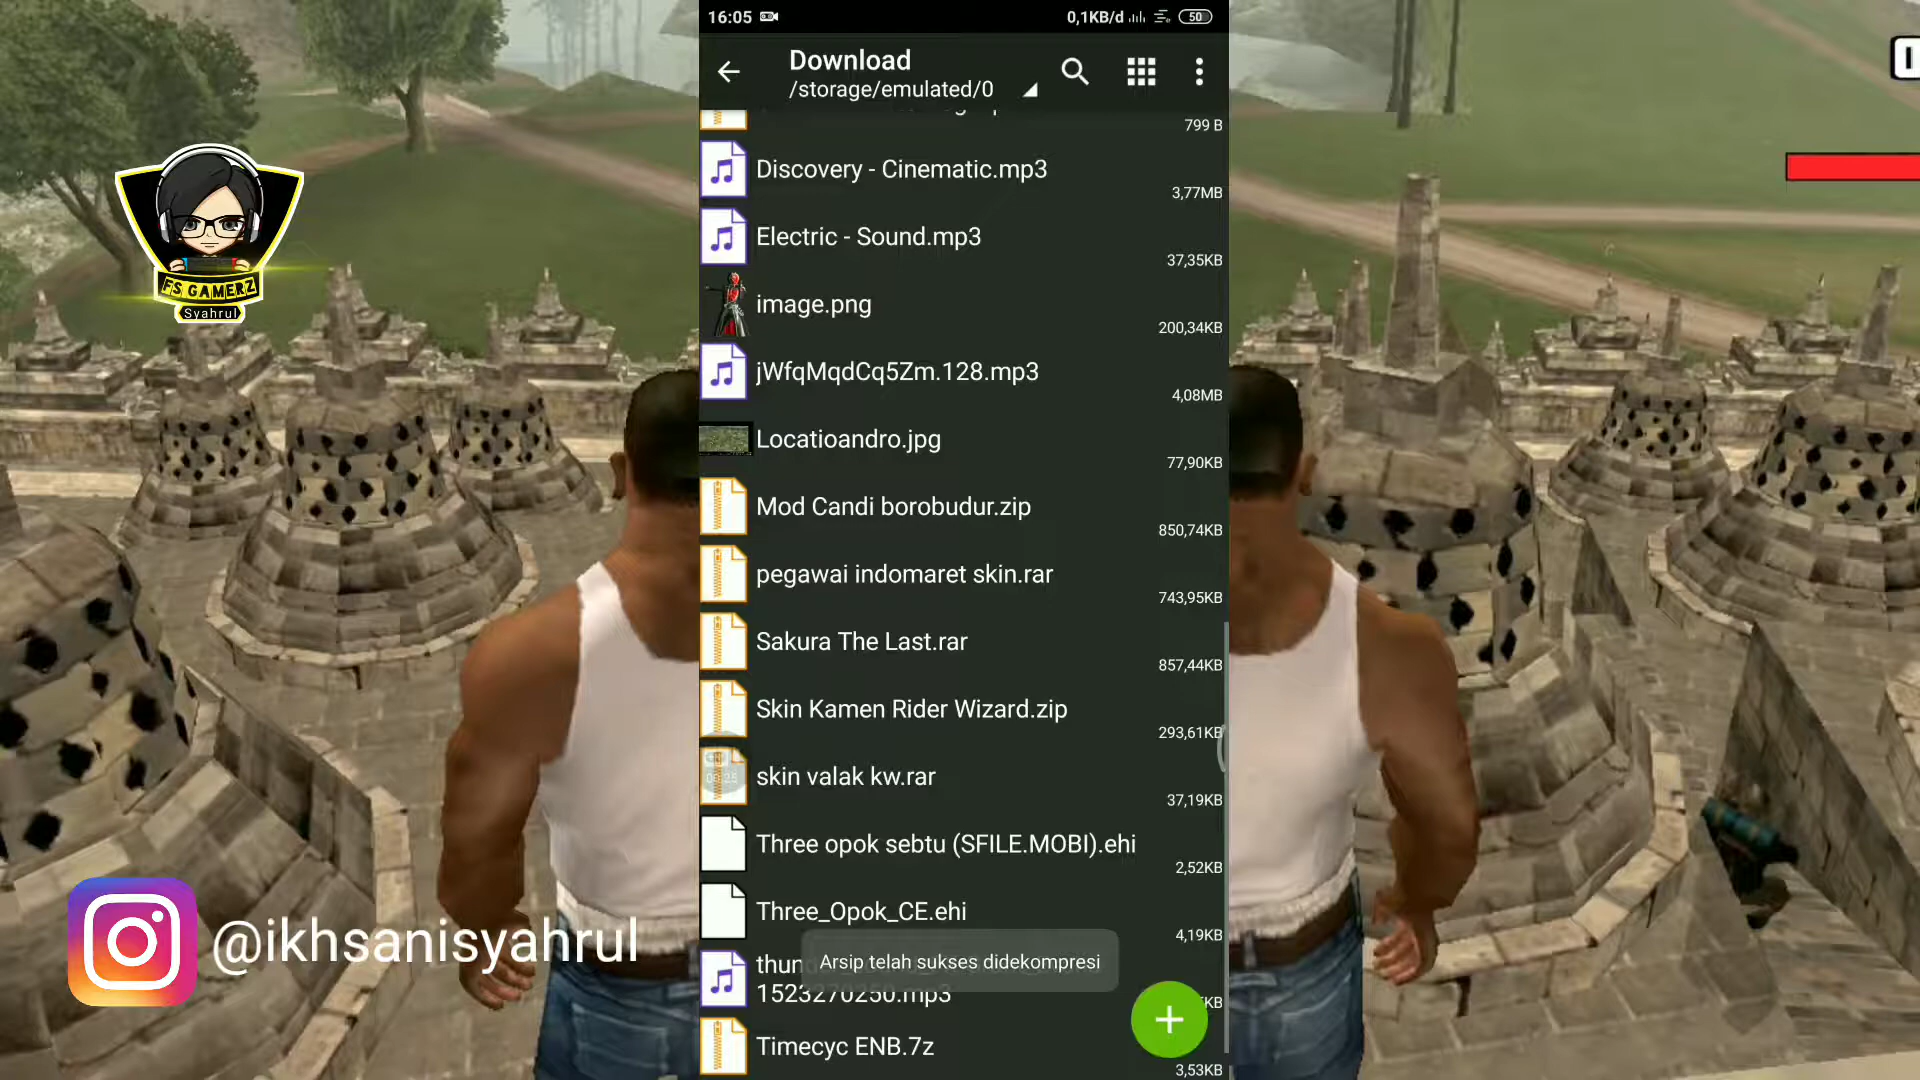 16:05
0,1KB/d
50
Download
/storage/emulated/0
799 B
Discovery - Cinematic.mp3
3,77MB
Electric - Sound.mp3
37,35KB
image.png
200,34KB
jWfqMqdCq5Zm.128.mp3
4,08MB
Locatioandro.jpg
77,90KB
Mod Candi borobudur.zip
850,74KB
pegawai indomaret skin.rar
743,95KB
Sakura The Last.rar
857,44KB
Skin Kamen Rider Wizard.zip
293,61KB
skin valak kw.rar
37,19KB
Three opok sebtu (SFILE.MOBI).ehi
2,52KB
Three_Opok_CE.ehi
4,19KB
Arsip telah sukses didekompresi
1523270250.mp3
KB
Timecyc ENB.7z
3,53KB
FS GAMERZ
Syahrul
@ikhsanisyahrul